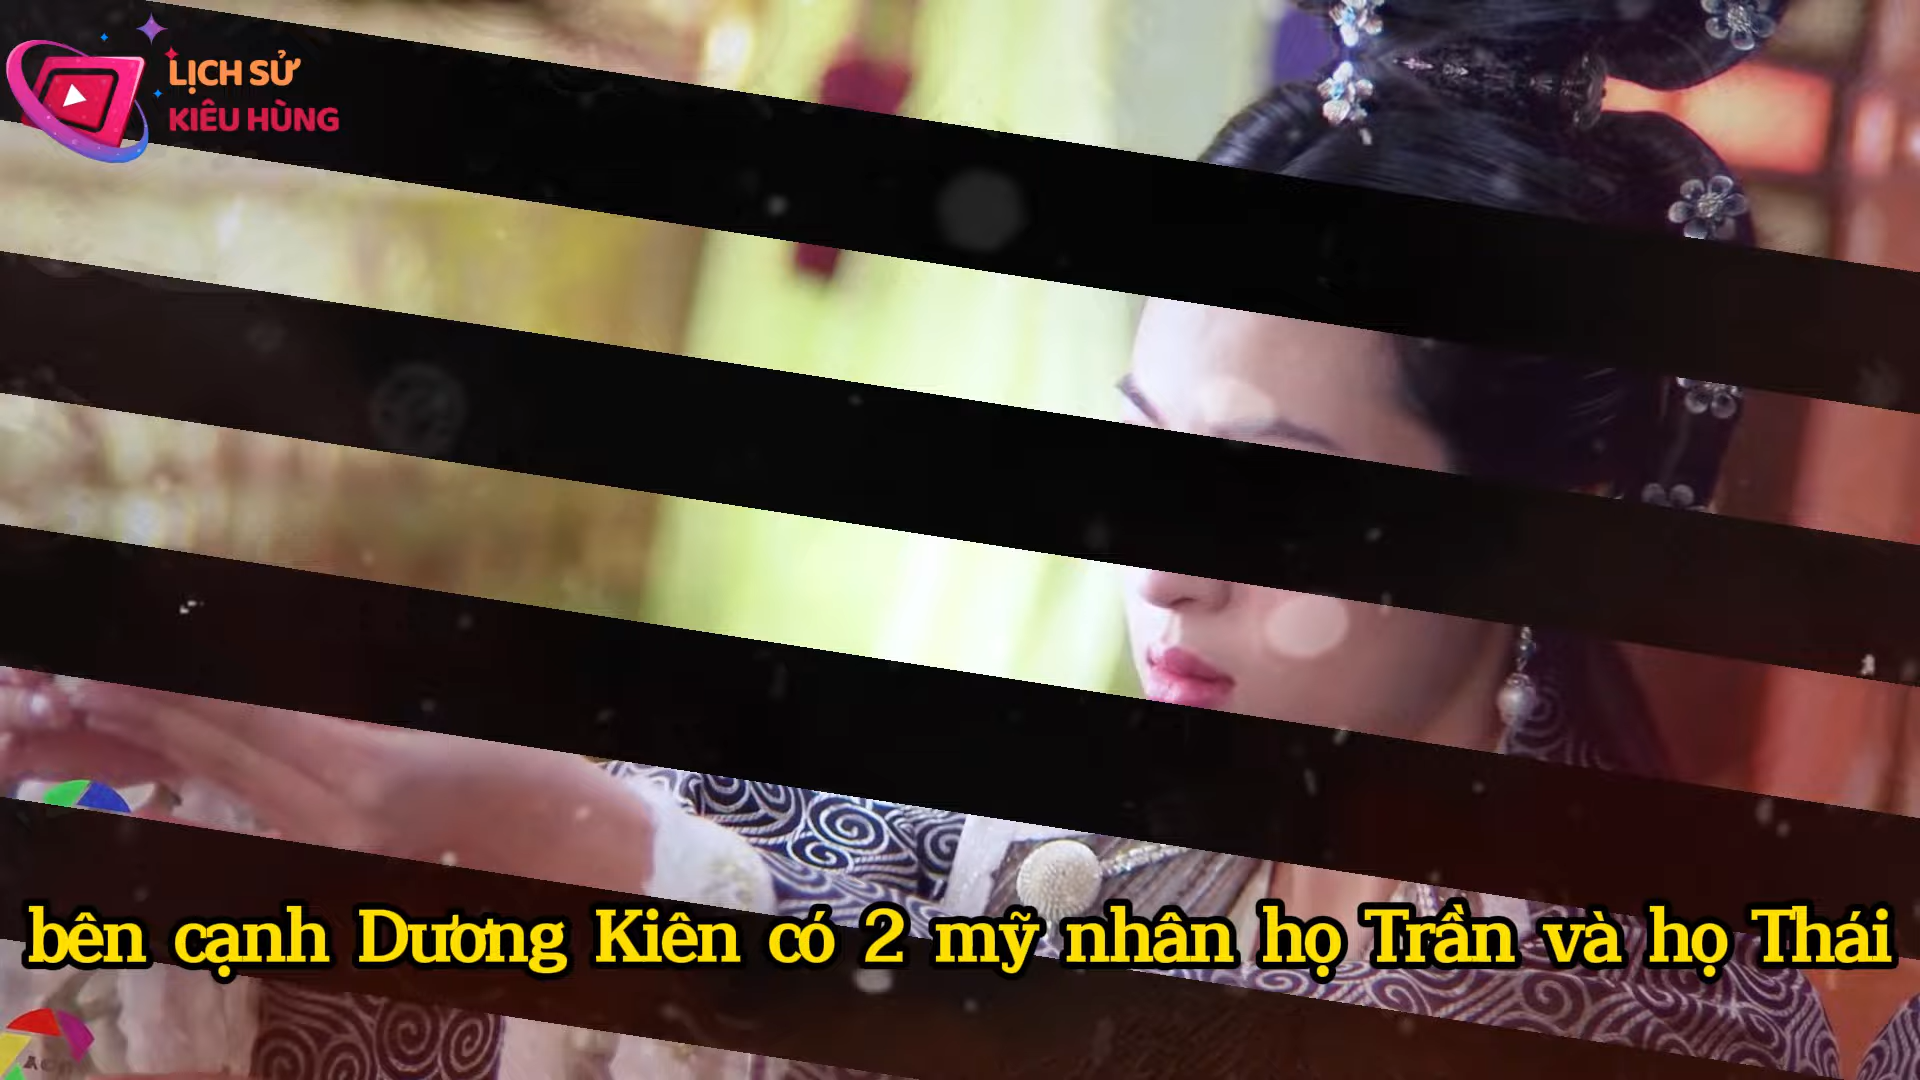 LỊCH SỬ
KIÊU HÙNG
bên cạnh Dương Kiên có 2 mỹ nhân họ Trần và họ Thái